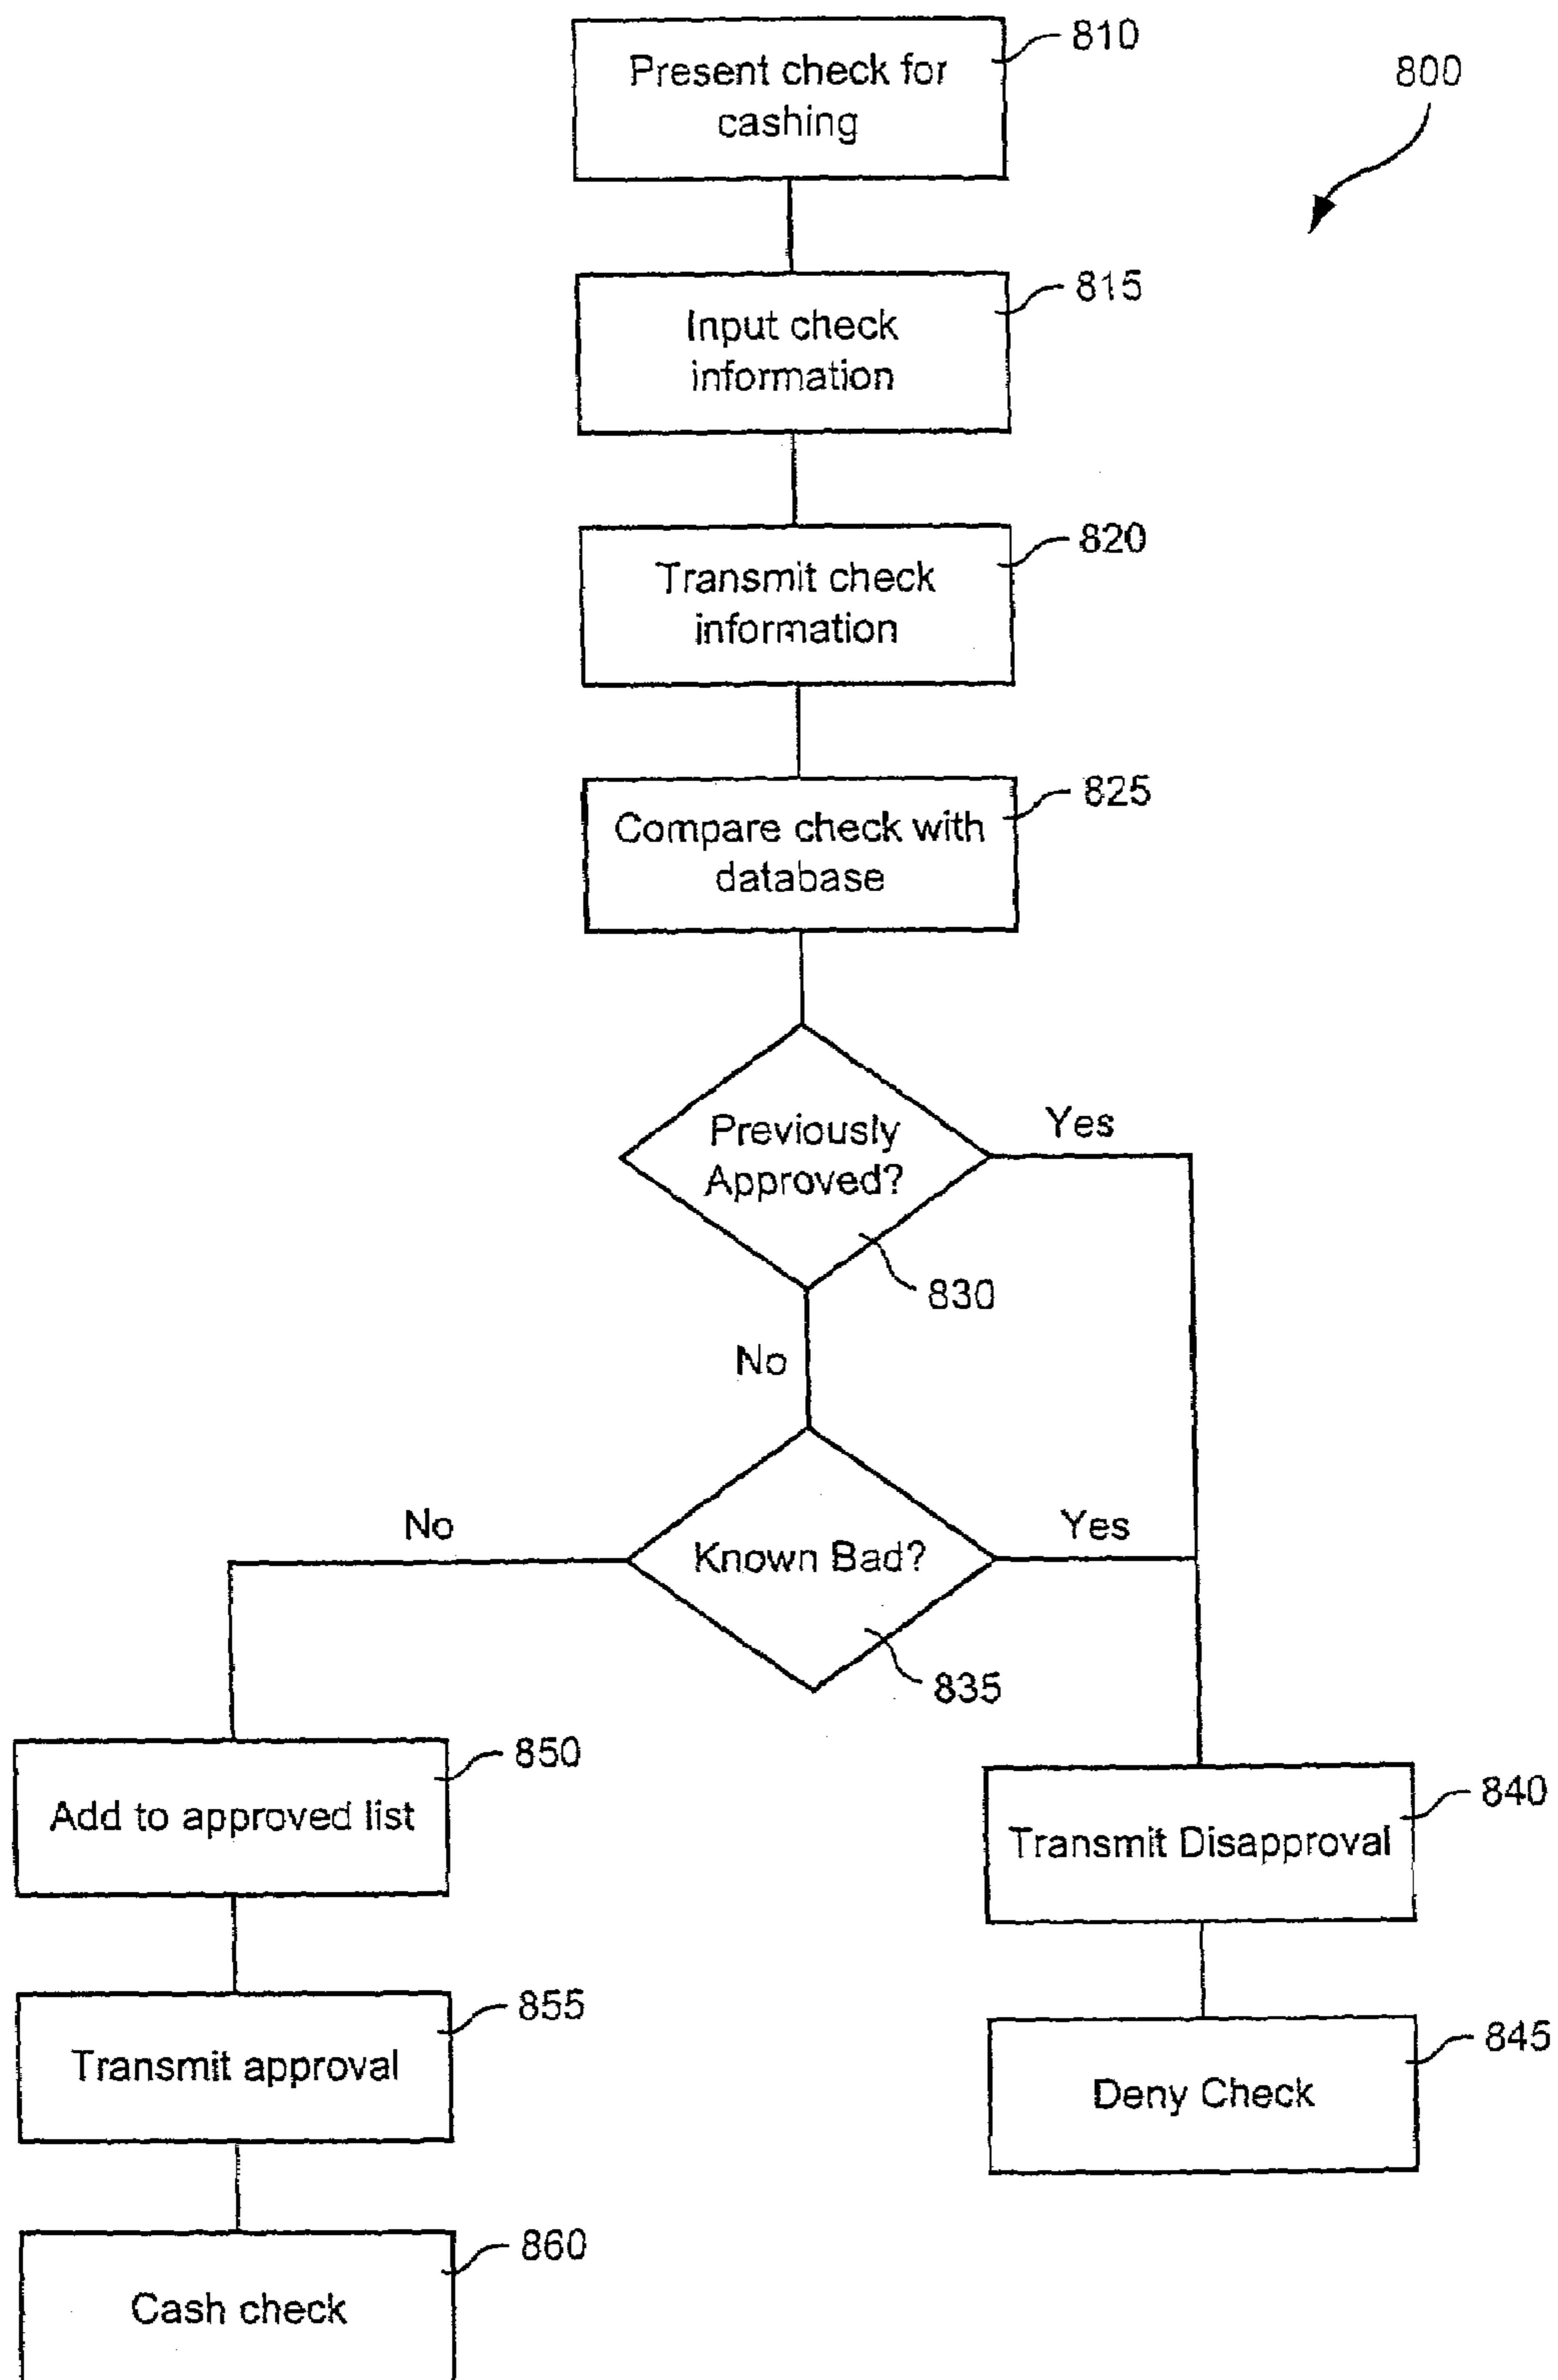 810
Present check for
cashing
800
815
Input check
information
820
Transmit check
information
825
Compare check with
database
Previously
Approved?
Yes
830
No
No
Known Bad?
Yes
835
850
Add to approved list
840
Transmit Disapproval
855
Transmit approval
845
Deny Check
860
Cash check